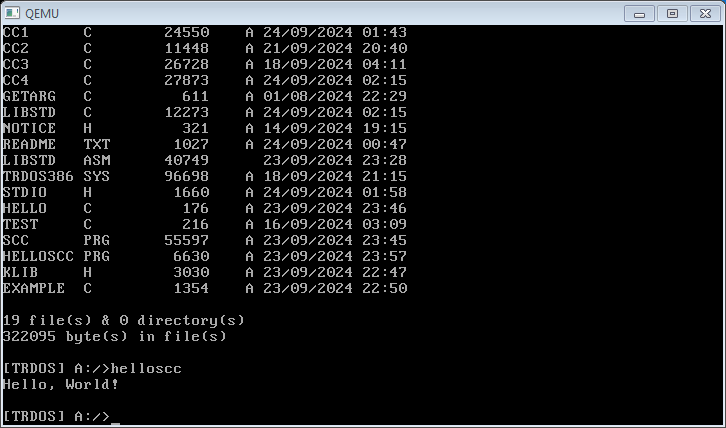 QEMU
CC1      C        24550    A 24/09/2024 01:43
CC2      C        11448    A 21/09/2024 20:40
CC3      C        26728    A 18/09/2024 04:11
CC4      C        27873    A 24/09/2024 02:15
GETARG   C          611    A 01/08/2024 22:29
LIBSTD   C        12273    A 24/09/2024 02:15
NOTICE   H          321    A 14/09/2024 19:15
README   TXT       1027    A 24/09/2024 00:47
LIBSTD   ASM      40749      23/09/2024 23:28
TRDOS386 SYS      96698    A 18/09/2024 21:15
STDIO    H         1660    A 24/09/2024 01:58
HELLO    C          176    A 23/09/2024 23:46
TEST     C          216    A 16/09/2024 03:09
SCC      PRG      55597    A 23/09/2024 23:45
HELLOSCC PRG       6630    A 23/09/2024 23:57
KLIB     H         3030    A 23/09/2024 22:47
EXAMPLE  C         1354    A 23/09/2024 22:50
19 file(s) & 0 directory(s)
322095 byte(s) in file(s)
[TRDOS] A:/>helloscc
Hello, World!
[TRDOS] A:/>_